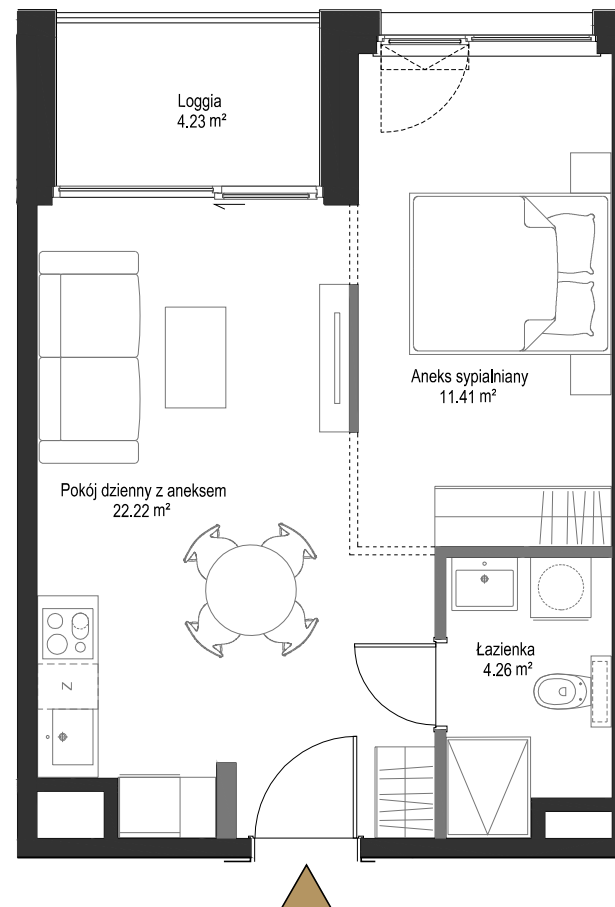 Loggia
4.23 m²
Aneks sypialniany
11.41 m²
Pokój dzienny z aneksem
22.22 m²
Łazienka
4.26 m²
Z